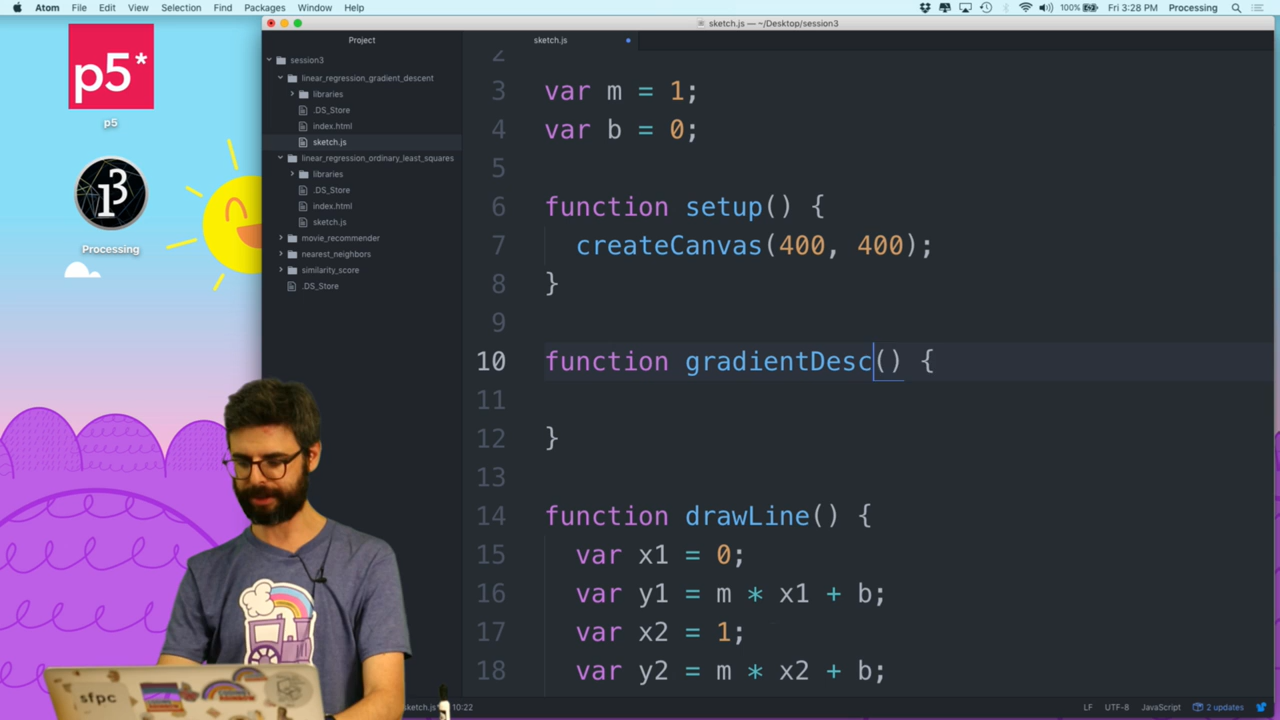 Atom File Edit View Selection Find Packages Window Help
100% Fri 3:28 PM Processing
sketch.js — ~/Desktop/session3
p5*
p5
Processing
Project
session3
linear_regression_gradient_descent
libraries
.DS_Store
index.html
sketch.js
linear_regression_ordinary_least_squares
libraries
.DS_Store
index.html
sketch.js
movie_recommender
nearest_neighbors
similarity_score
.DS_Store
sketch.js
2
3 var m = 1;
4 var b = 0;
5
6 function setup() {
7 createCanvas(400, 400);
8 }
9
10 function gradientDesc() {
11
12 }
13
14 function drawLine() {
15 var x1 = 0;
16 var y1 = m * x1 + b;
17 var x2 = 1;
18 var y2 = m * x2 + b;
sketch.js* 10:22
LF UTF-8 JavaScript 2 updates
sfpc